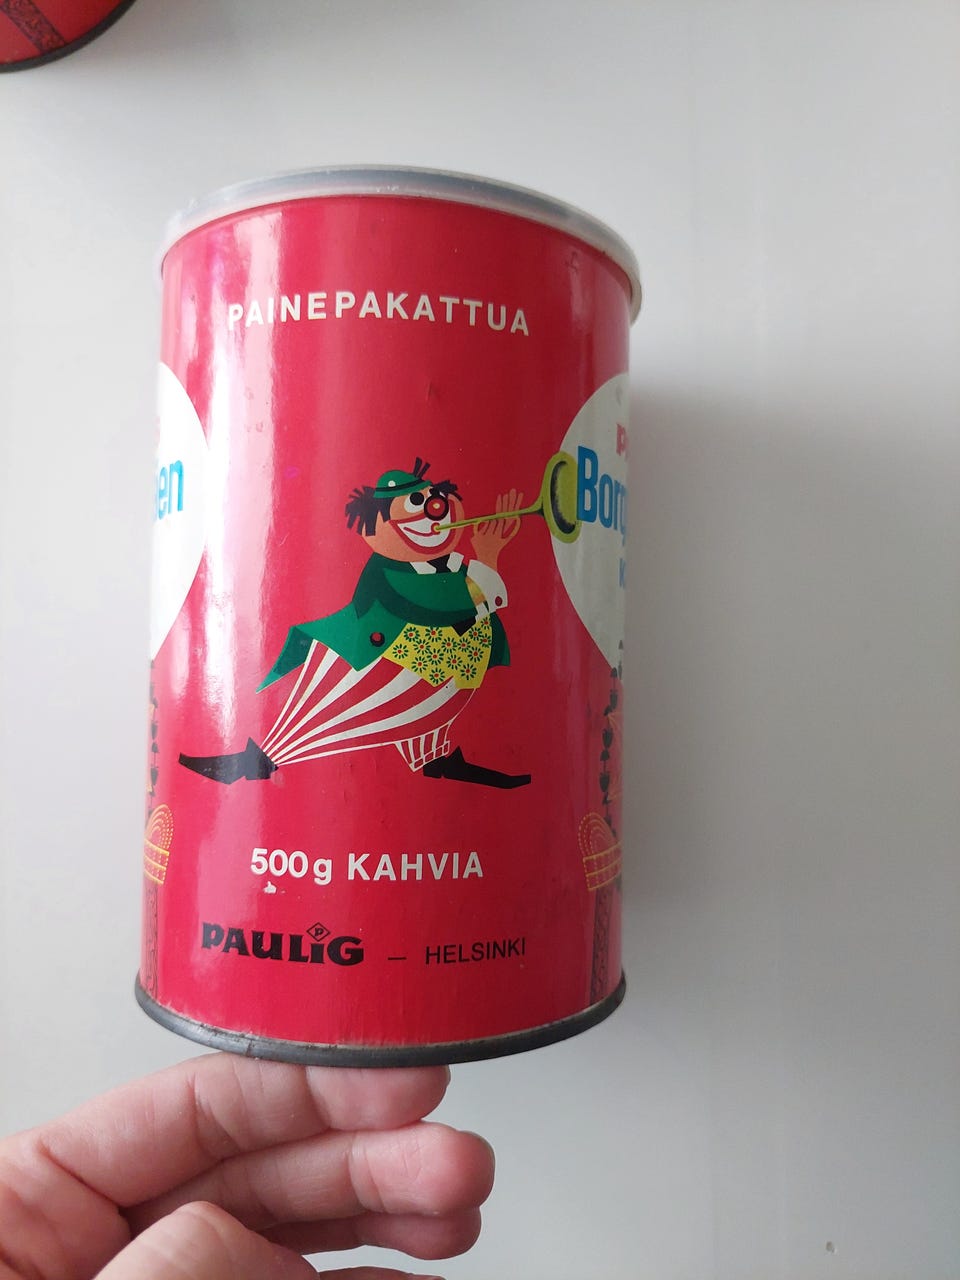 PAINEPAKATTUA
500g KAHVIA
PAULIG — HELSINKI